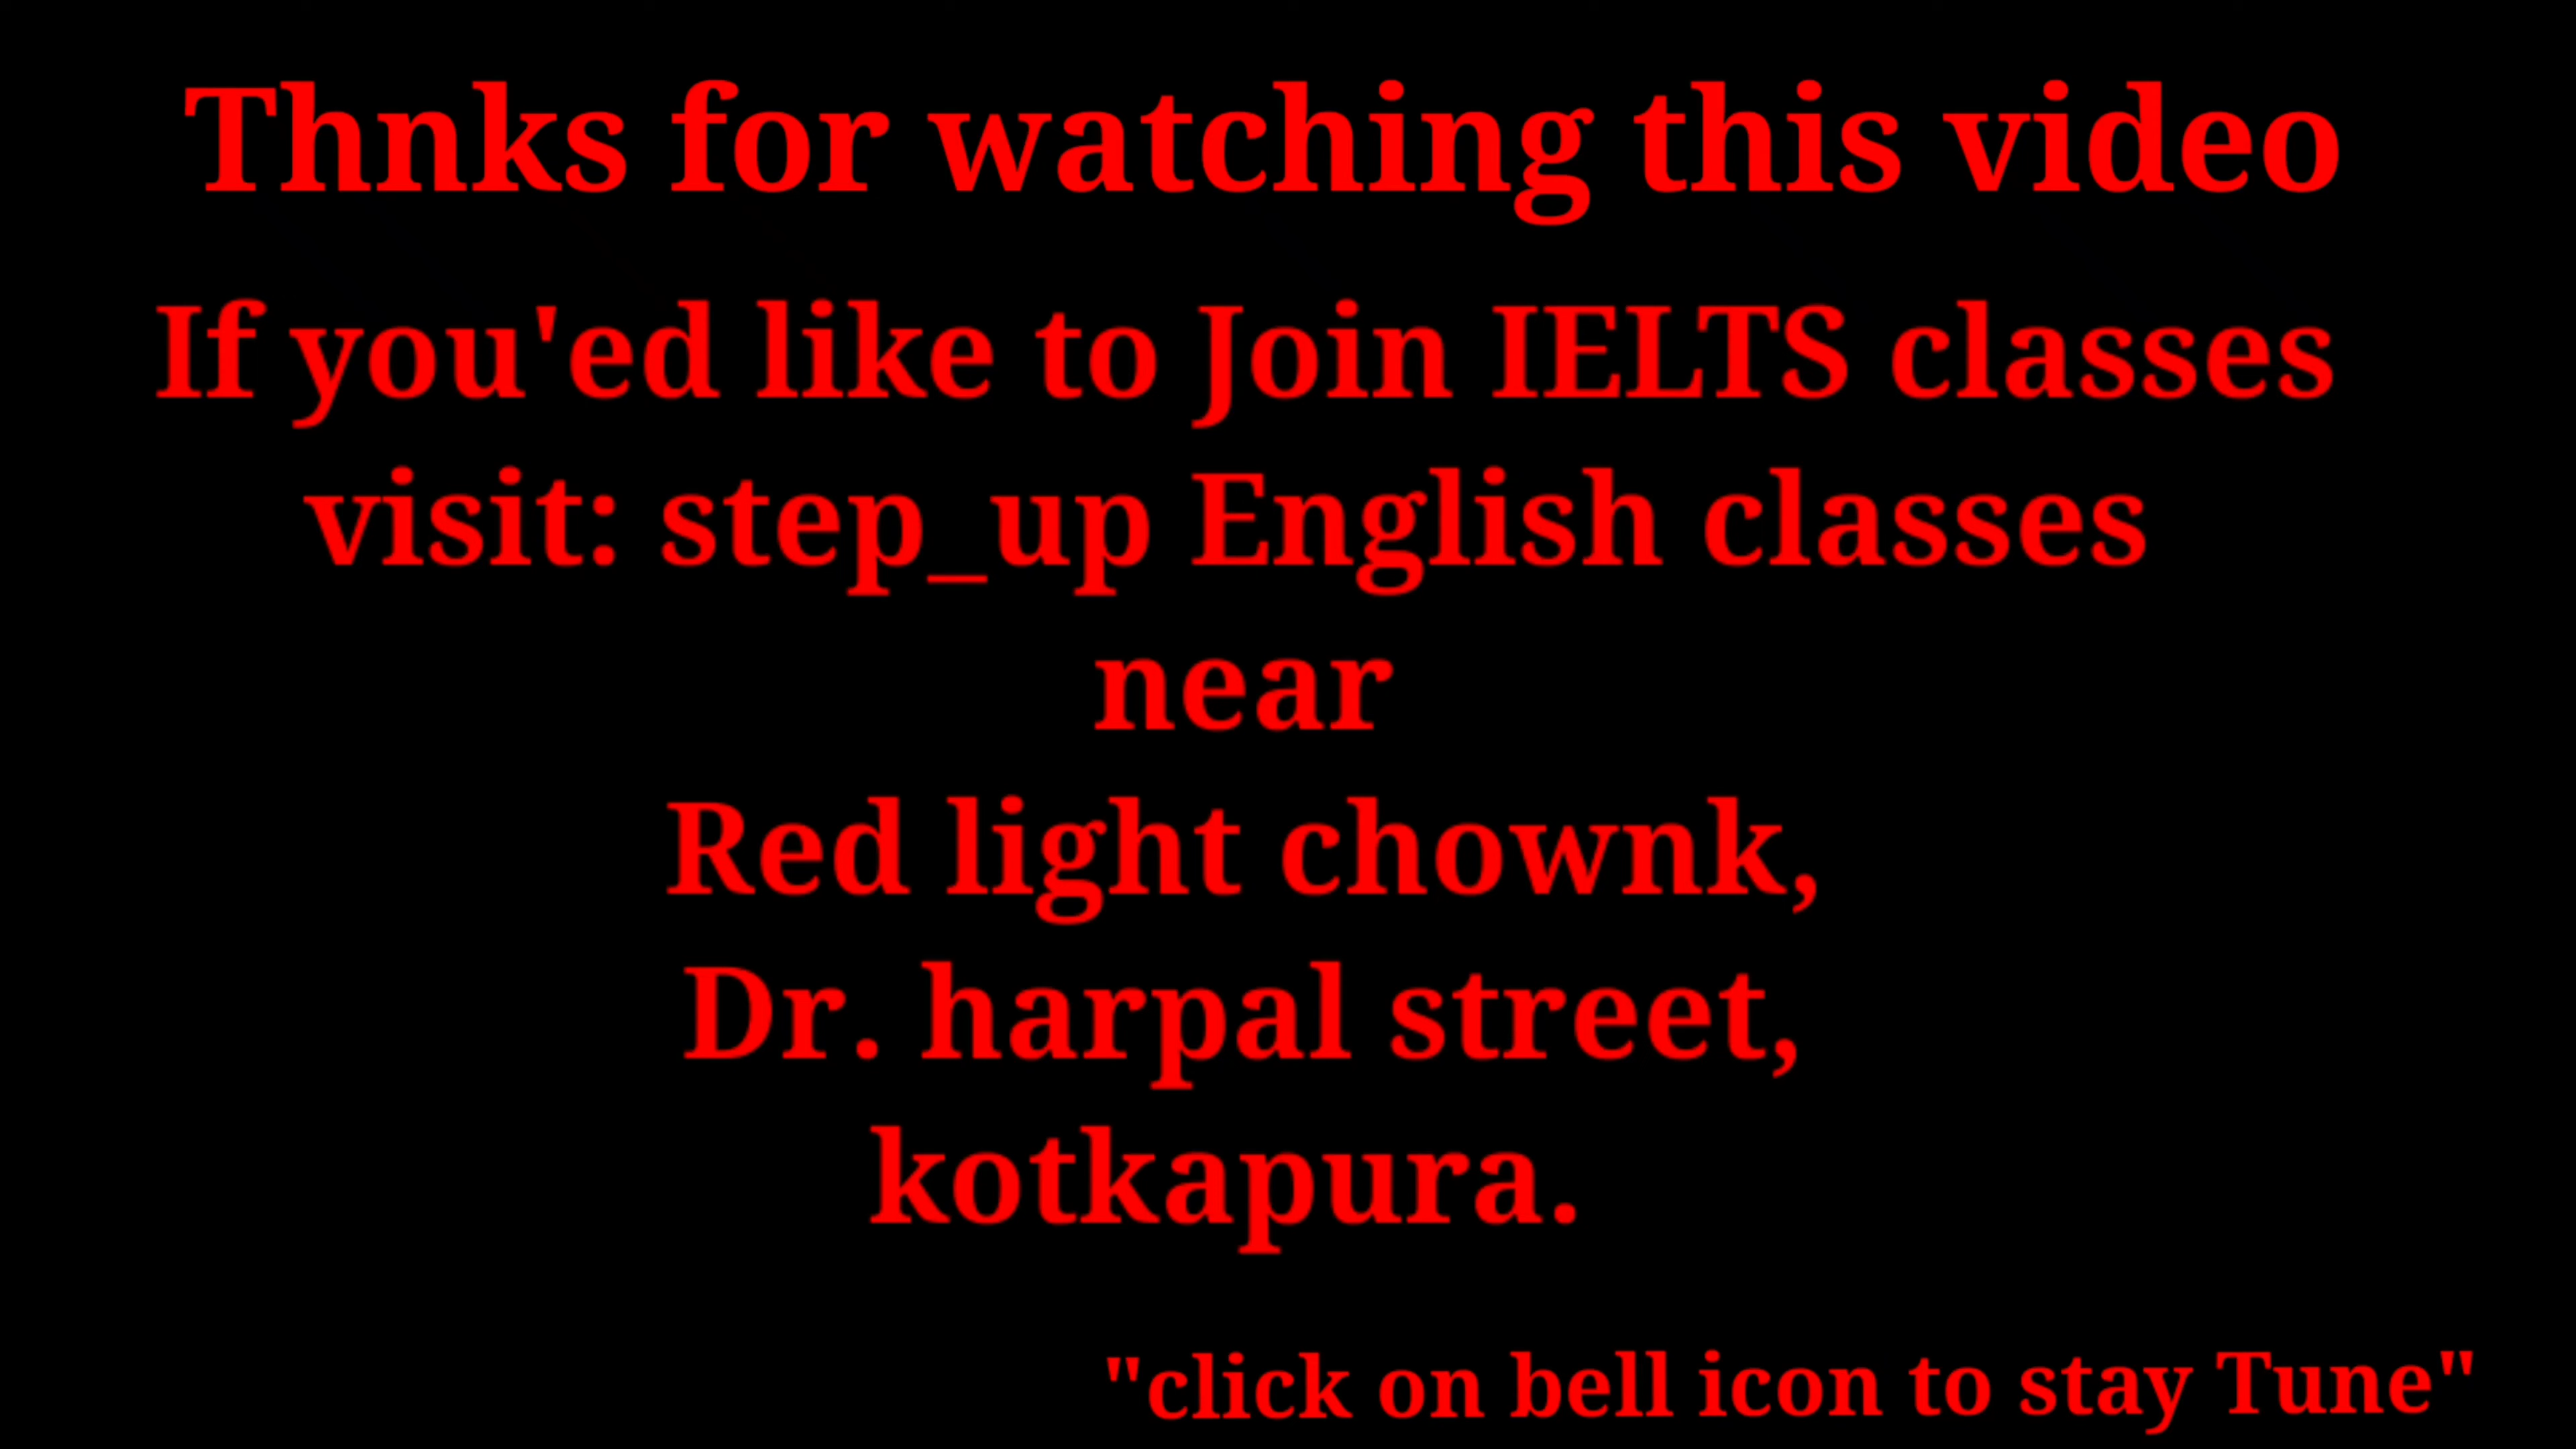 Thnks for watching this video
If you'ed like to Join IELTS classes
visit: step_up English classes
near
Red light chownk,
Dr. harpal street,
kotkapura.
"click on bell icon to stay Tune"